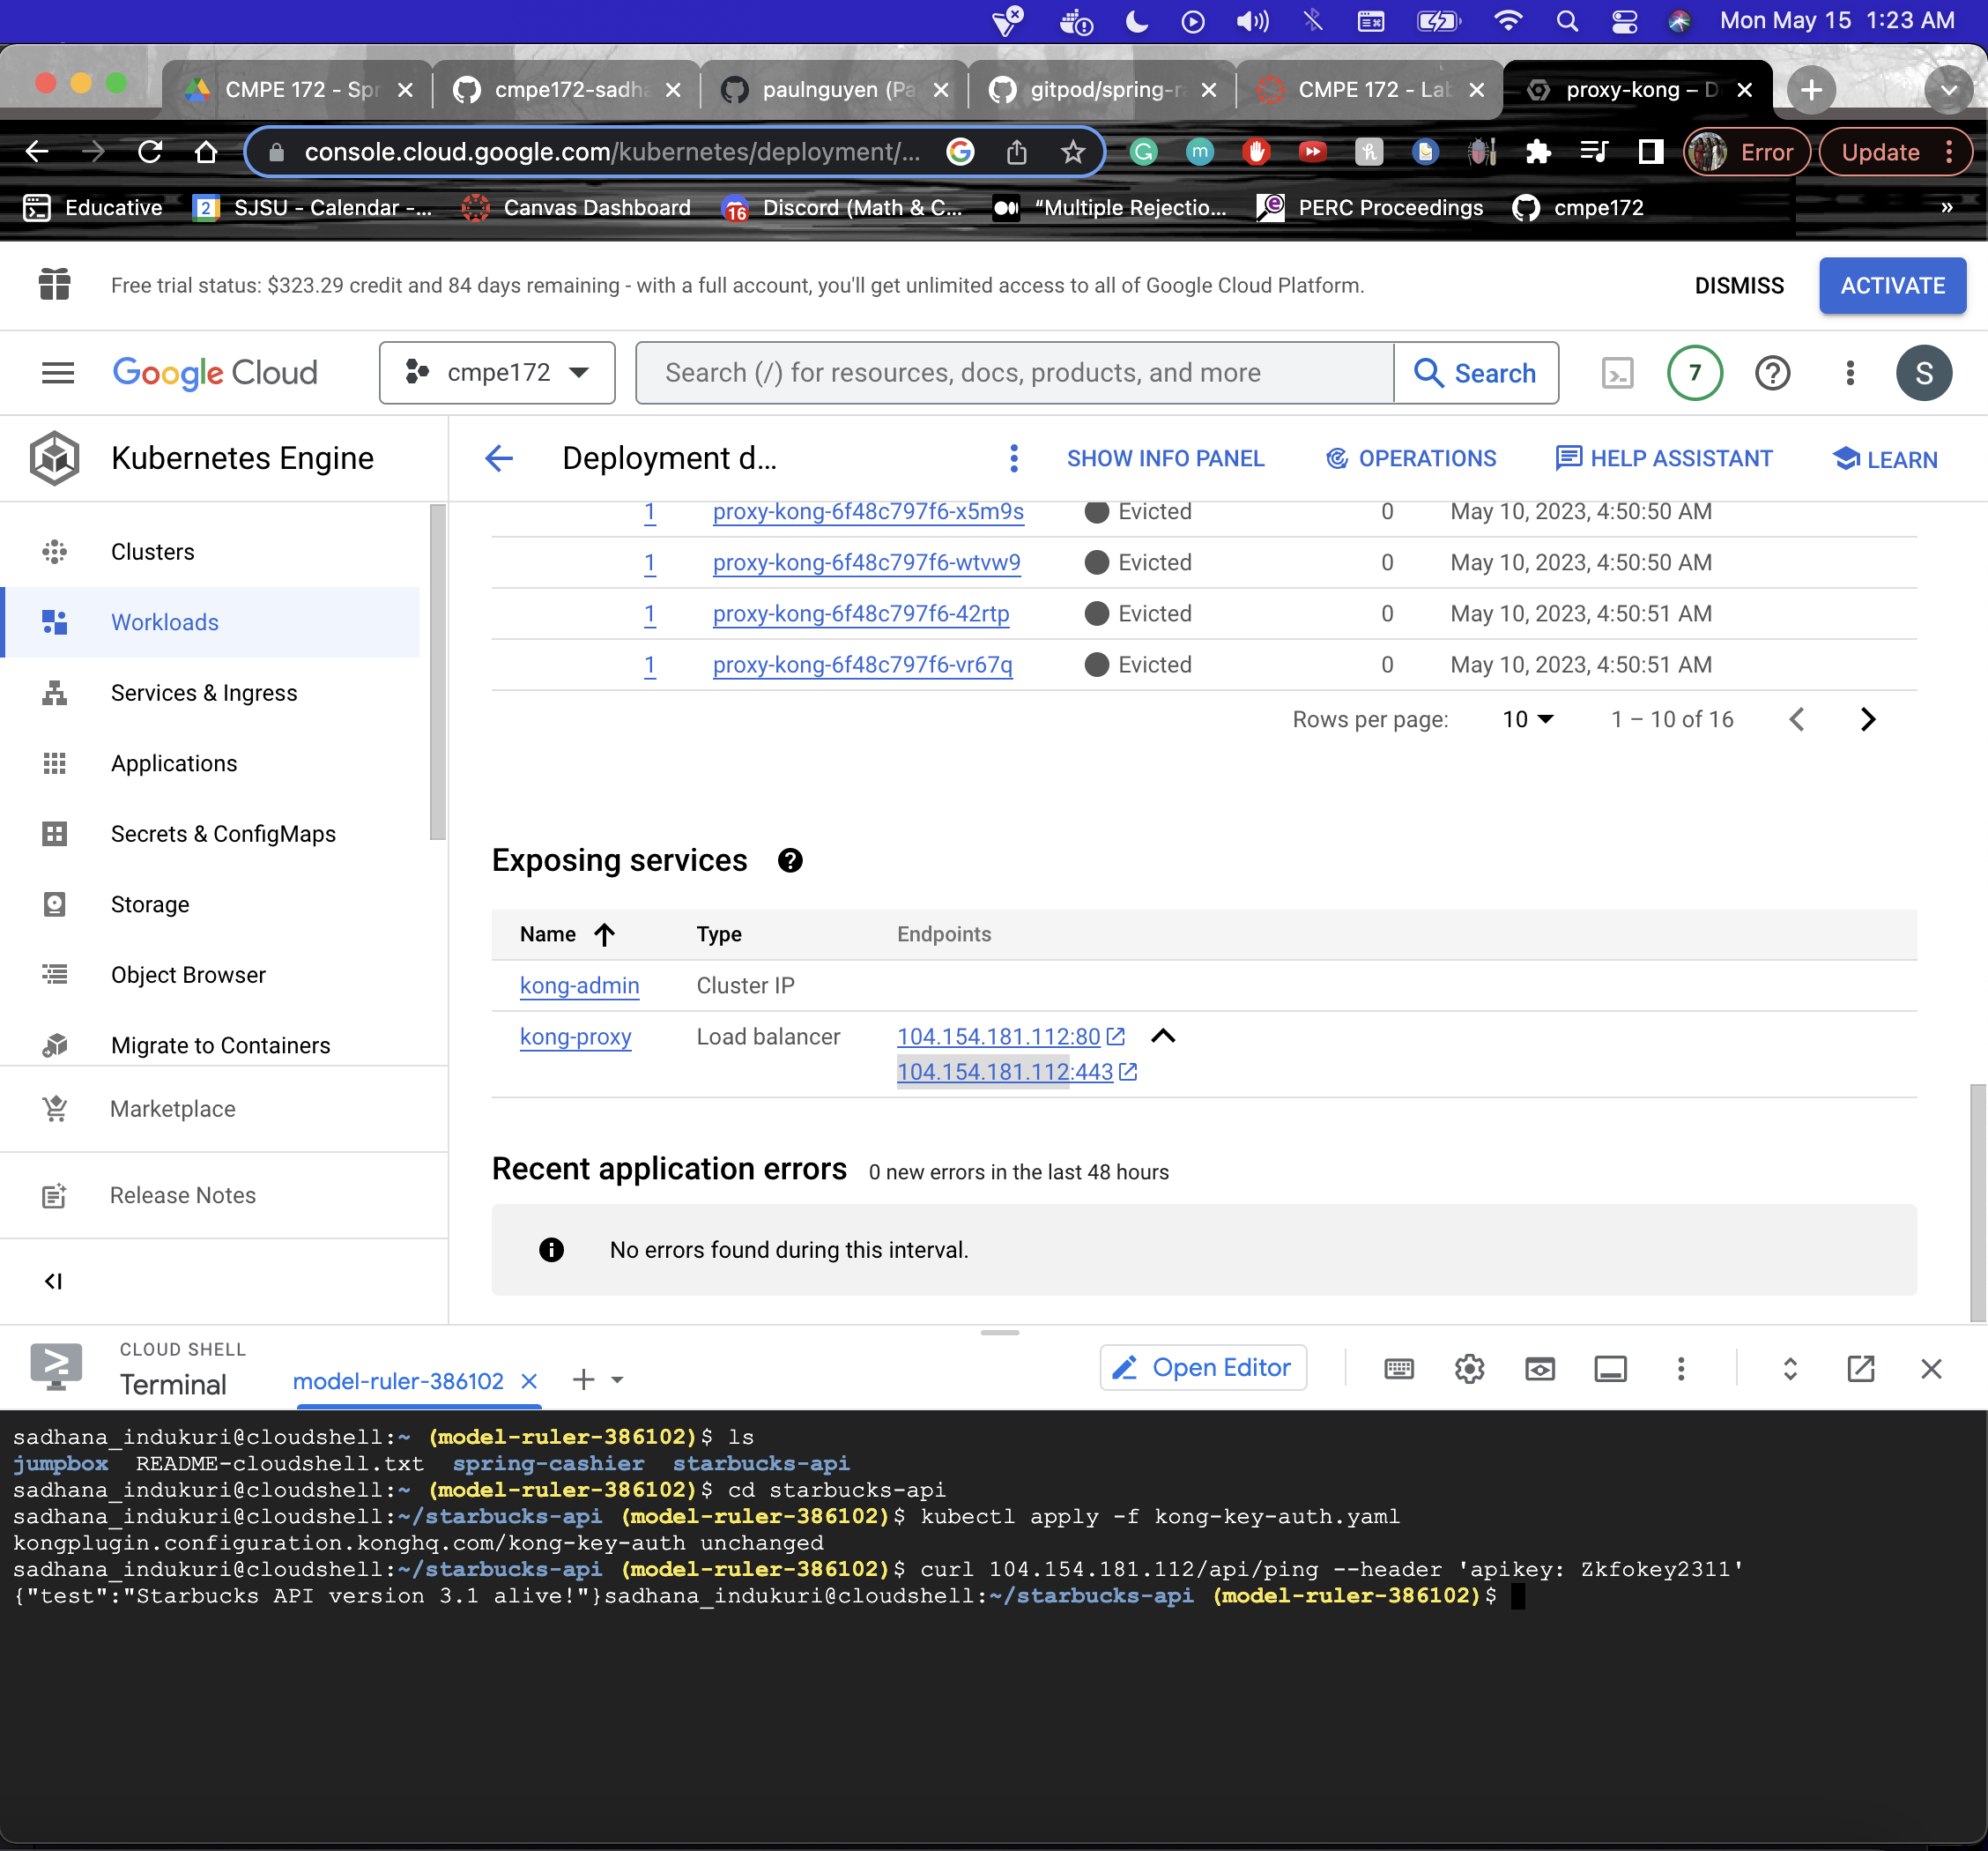 Mon May 15 1:23 AM
CMPE 172 - Spr
cmpe172-sadha
paulnguyen (Pa
gitpod/spring-ra
CMPE 172 - Lab
proxy-kong – D
console.cloud.google.com/kubernetes/deployment/...
Error
Update
Educative
SJSU - Calendar -...
Canvas Dashboard
16
Discord (Math & C...
“Multiple Rejectio...
PERC Proceedings
cmpe172
»
Free trial status: $323.29 credit and 84 days remaining - with a full account, you'll get unlimited access to all of Google Cloud Platform.
DISMISS
ACTIVATE
Google Cloud
cmpe172
Search (/) for resources, docs, products, and more
Search
7
S
Kubernetes Engine
Deployment d...
SHOW INFO PANEL
OPERATIONS
HELP ASSISTANT
LEARN
Clusters
Workloads
Services & Ingress
Applications
Secrets & ConfigMaps
Storage
Object Browser
Migrate to Containers
Marketplace
Release Notes
1 proxy-kong-6f48c797f6-x5m9s Evicted 0 May 10, 2023, 4:50:50 AM
1 proxy-kong-6f48c797f6-wtvw9 Evicted 0 May 10, 2023, 4:50:50 AM
1 proxy-kong-6f48c797f6-42rtp Evicted 0 May 10, 2023, 4:50:51 AM
1 proxy-kong-6f48c797f6-vr67q Evicted 0 May 10, 2023, 4:50:51 AM
Rows per page: 10 1 – 10 of 16
Exposing services
Name Type Endpoints
kong-admin Cluster IP
kong-proxy Load balancer 104.154.181.112:80
104.154.181.112:443
Recent application errors 0 new errors in the last 48 hours
No errors found during this interval.
CLOUD SHELL
Terminal
model-ruler-386102
Open Editor
sadhana_indukuri@cloudshell:~ (model-ruler-386102)$ ls
jumpbox README-cloudshell.txt spring-cashier starbucks-api
sadhana_indukuri@cloudshell:~ (model-ruler-386102)$ cd starbucks-api
sadhana_indukuri@cloudshell:~/starbucks-api (model-ruler-386102)$ kubectl apply -f kong-key-auth.yaml
kongplugin.configuration.konghq.com/kong-key-auth unchanged
sadhana_indukuri@cloudshell:~/starbucks-api (model-ruler-386102)$ curl 104.154.181.112/api/ping --header 'apikey: Zkfokey2311'
{"test":"Starbucks API version 3.1 alive!"}sadhana_indukuri@cloudshell:~/starbucks-api (model-ruler-386102)$